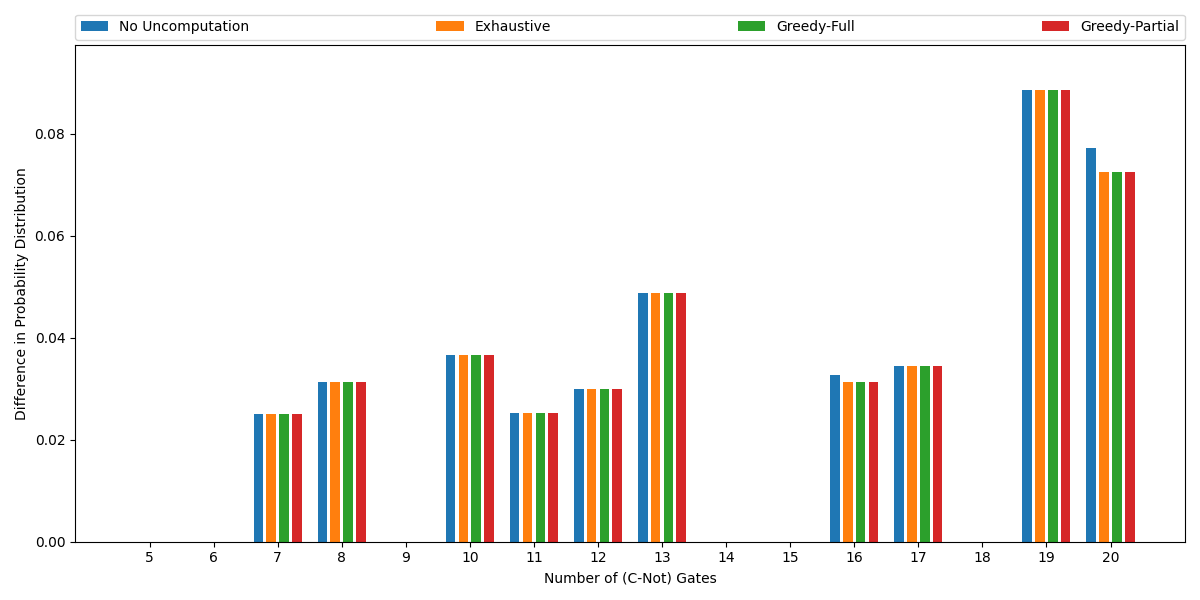 No Uncomputation Exhaustive Greedy-Full Greedy-Partial
Difference in Probability Distribution
0.08
0.06
0.04
0.02
0.00
5 6 7 8 9 10 11 12 13 14 15 16 17 18 19 20
Number of (C-Not) Gates